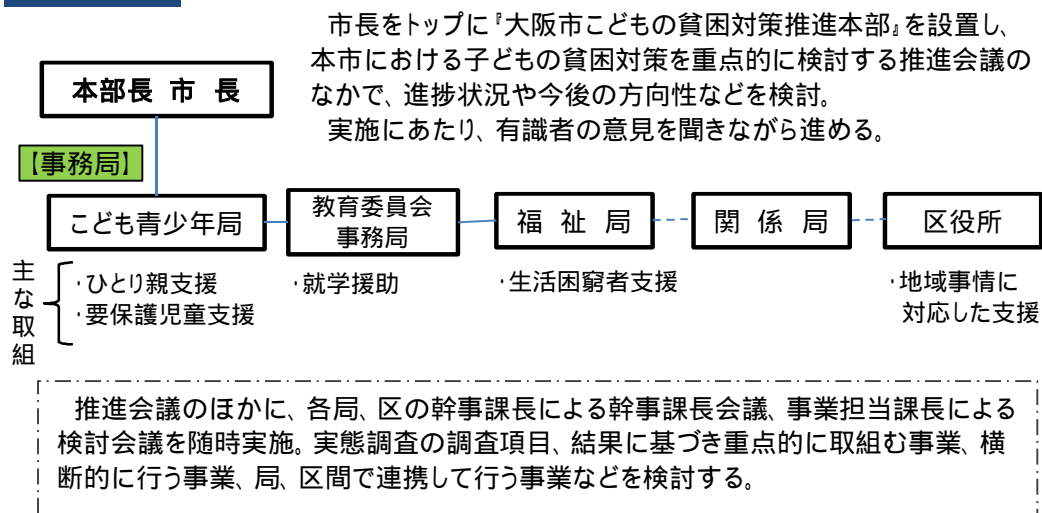 市長をトップに『大阪市こどもの貧困対策推進本部』を設置し、
本市における子どもの貧困対策を重点的に検討する推進会議の
なかで、進捗状況や今後の方向性などを検討。
実施にあたり、有識者の意見を聞きながら進める。
本部長 市 長
【事務局】
こども青少年局
教育委員会
事務局
福 祉 局
関 係 局
区役所
主な取組
・ひとり親支援
・要保護児童支援
・就学援助
・生活困窮者支援
・地域事情に
対応した支援
推進会議のほかに、各局、区の幹事課長による幹事課長会議、事業担当課長による
検討会議を随時実施。実態調査の調査項目、結果に基づき重点的に取組む事業、横
断的に行う事業、局、区間で連携して行う事業などを検討する。